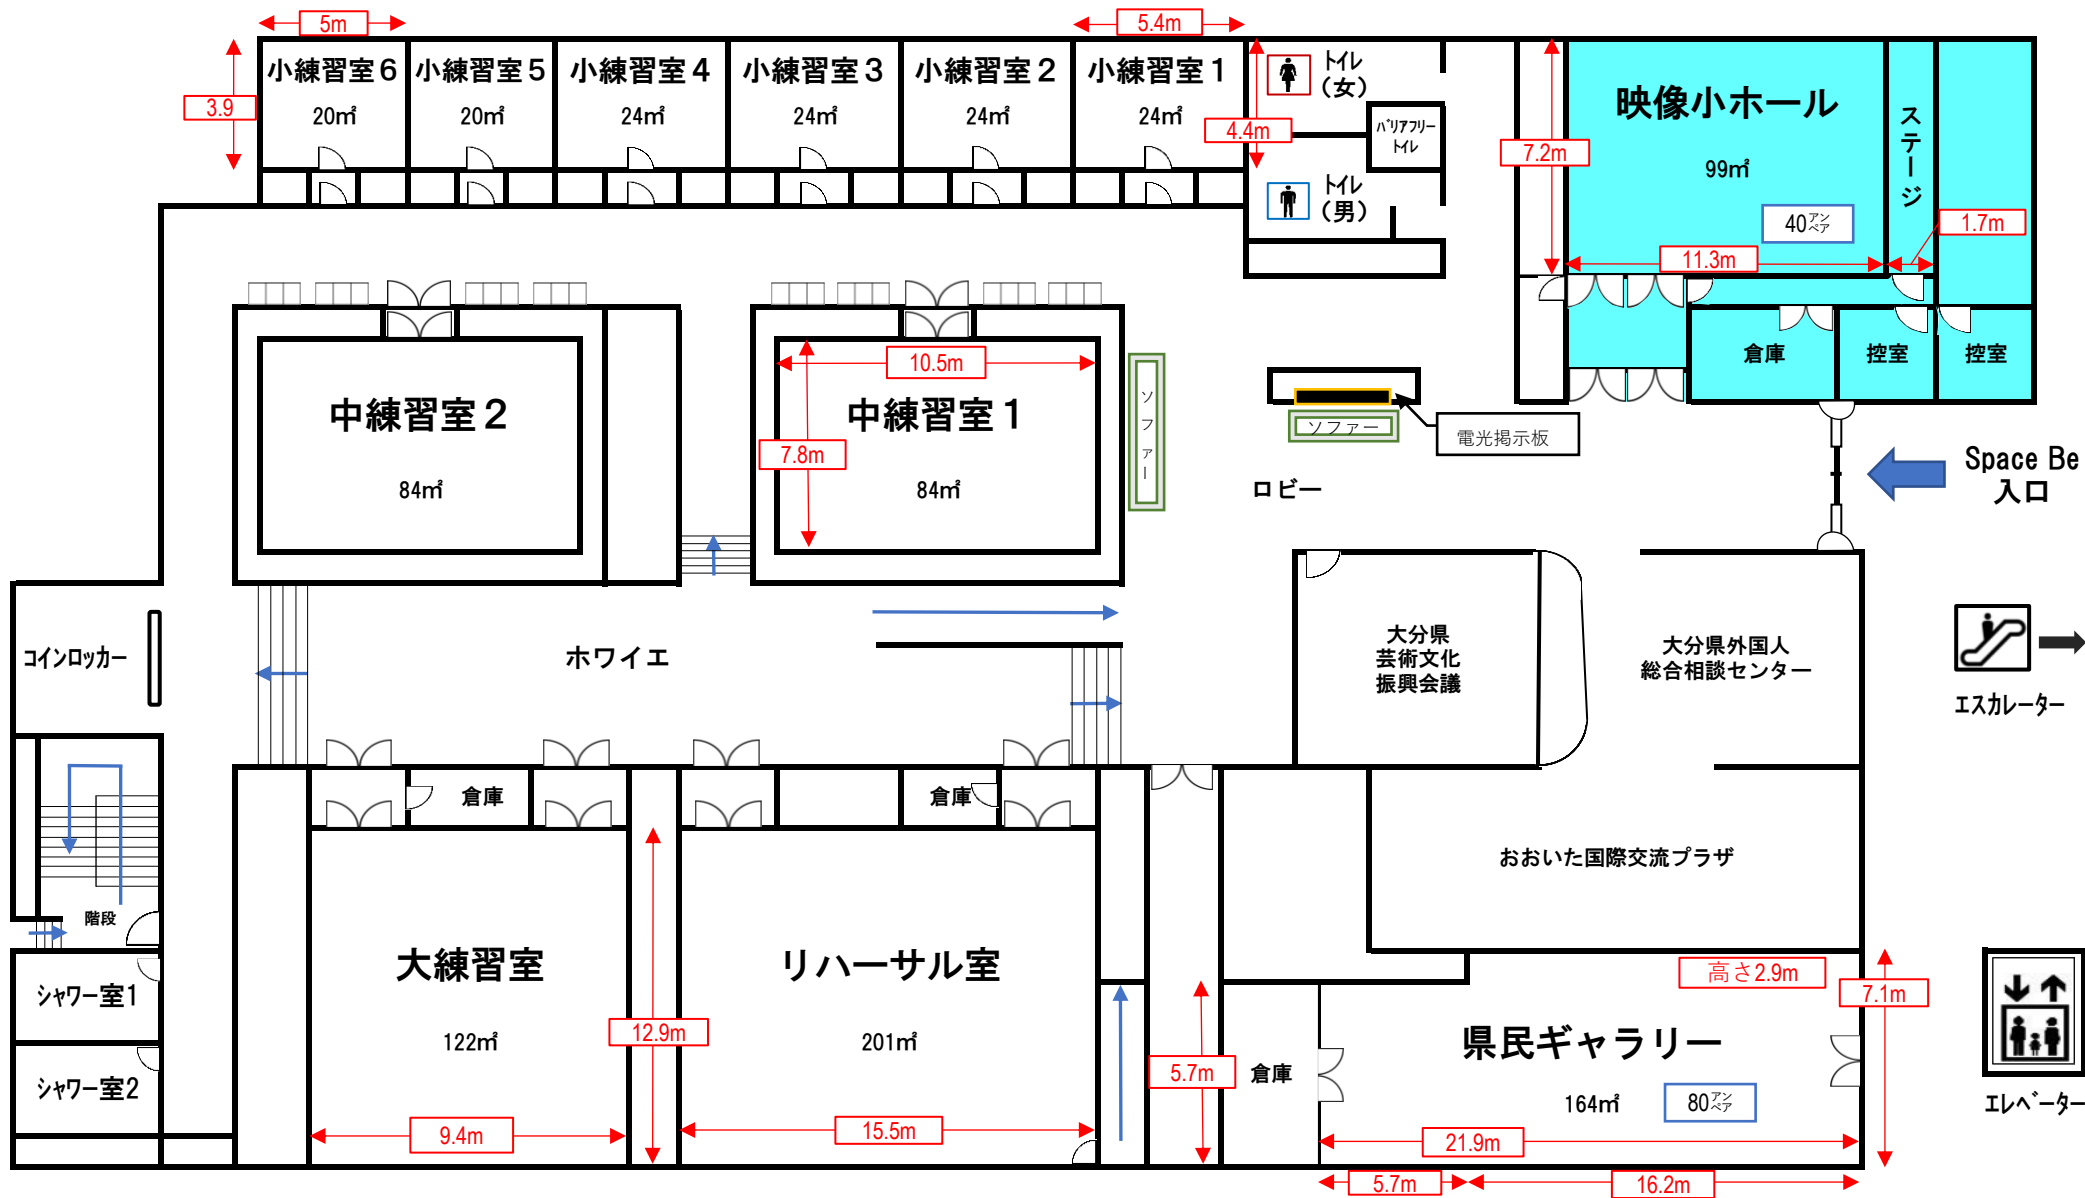 5m
5.4m
3.9
小練習室6
20㎡
小練習室5
20㎡
小練習室4
24㎡
小練習室3
24㎡
小練習室2
24㎡
小練習室1
24㎡
トイレ
(女)
4.4m
バリアフリー
トイレ
トイレ
(男)
7.2m
映像小ホール
99㎡
40アンペア
ステージ
1.7m
11.3m
倉庫
控室
控室
中練習室2
84㎡
10.5m
中練習室1
7.8m
84㎡
ソファー
ソファー
電光掲示板
ロビー
Space Be
入口
コインロッカー
ホワイエ
大分県
芸術文化
振興会議
大分県外国人
総合相談センター
エスカレーター
倉庫
倉庫
おおいた国際交流プラザ
階段
シャワー室1
シャワー室2
大練習室
122㎡
12.9m
9.4m
リハーサル室
201㎡
15.5m
5.7m
倉庫
高さ2.9m
7.1m
県民ギャラリー
164㎡
80アンペア
21.9m
5.7m
16.2m
エレベーター